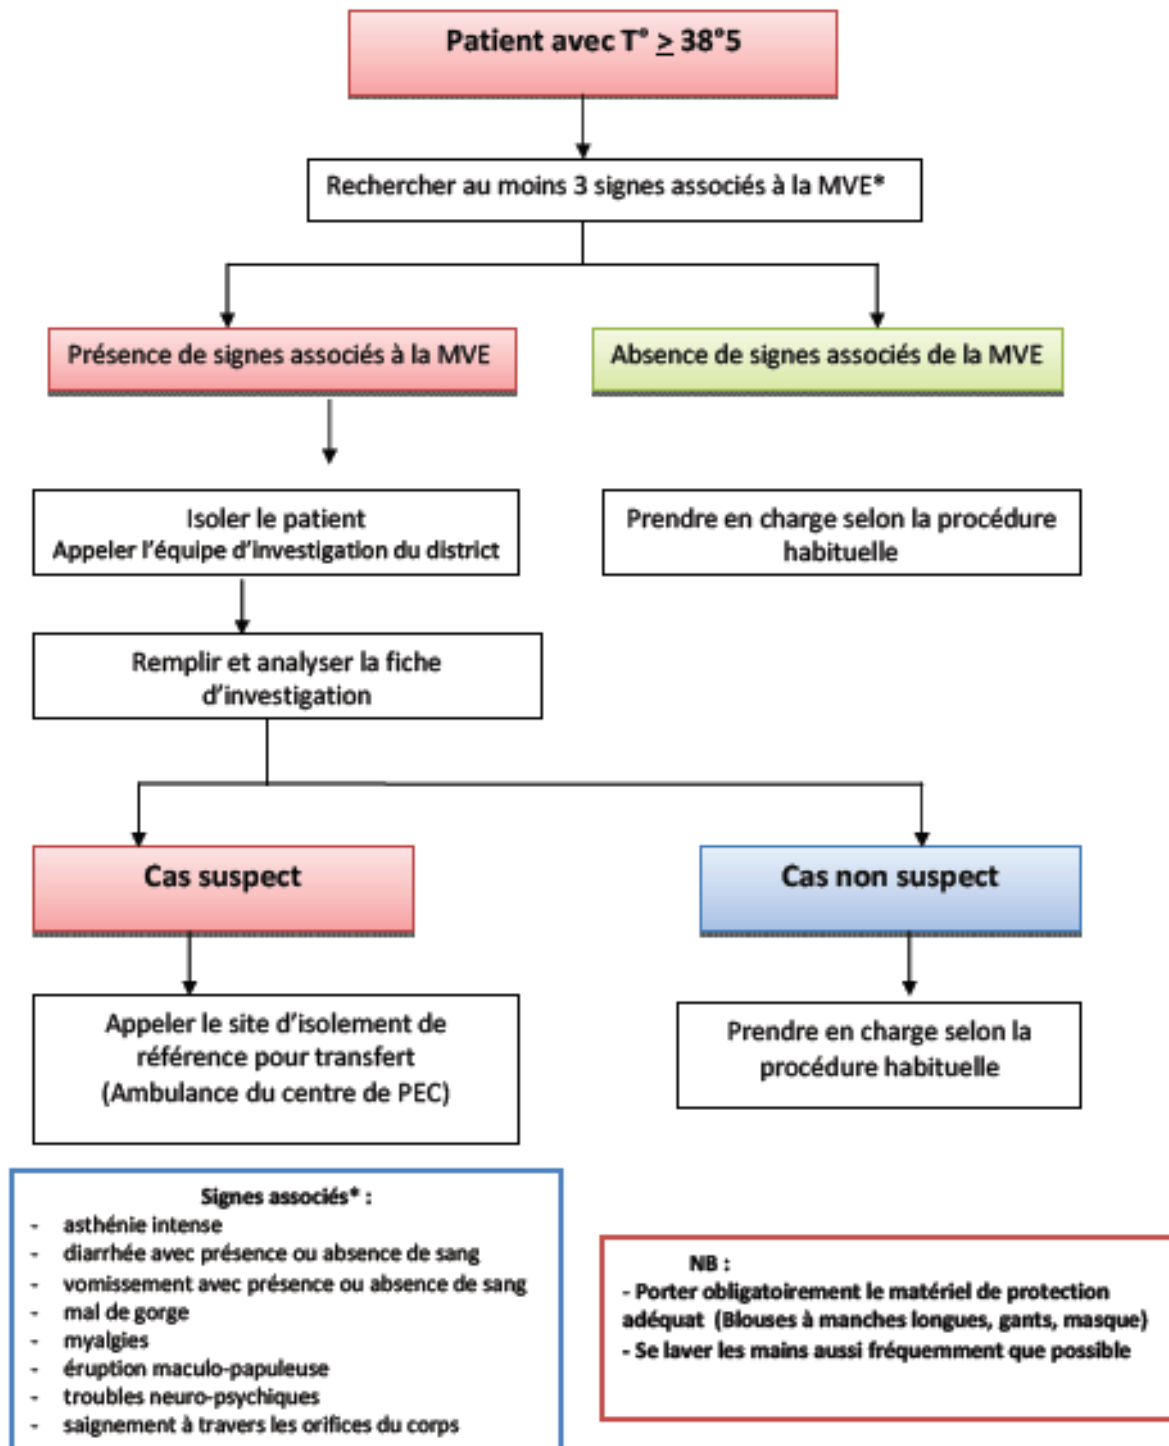 Patient avec T° ≥ 38°5
Rechercher au moins 3 signes associés à la MVE*
Présence de signes associés à la MVE
Absence de signes associés de la MVE
Isoler le patient
Appeler l'équipe d'investigation du district
Prendre en charge selon la procédure
habituelle
Remplir et analyser la fiche
d'investigation
Cas suspect
Cas non suspect
Appeler le site d'isolement de
référence pour transfert
(Ambulance du centre de PEC)
Prendre en charge selon la
procédure habituelle
Signes associés* :
- asthénie intense
- diarrhée avec présence ou absence de sang
- vomissement avec présence ou absence de sang
- mal de gorge
- myalgies
- éruption maculo-papuleuse
- troubles neuro-psychiques
- saignement à travers les orifices du corps
NB :
- Porter obligatoirement le matériel de protection
adéquat (Blouses à manches longues, gants, masque)
- Se laver les mains aussi fréquemment que possible